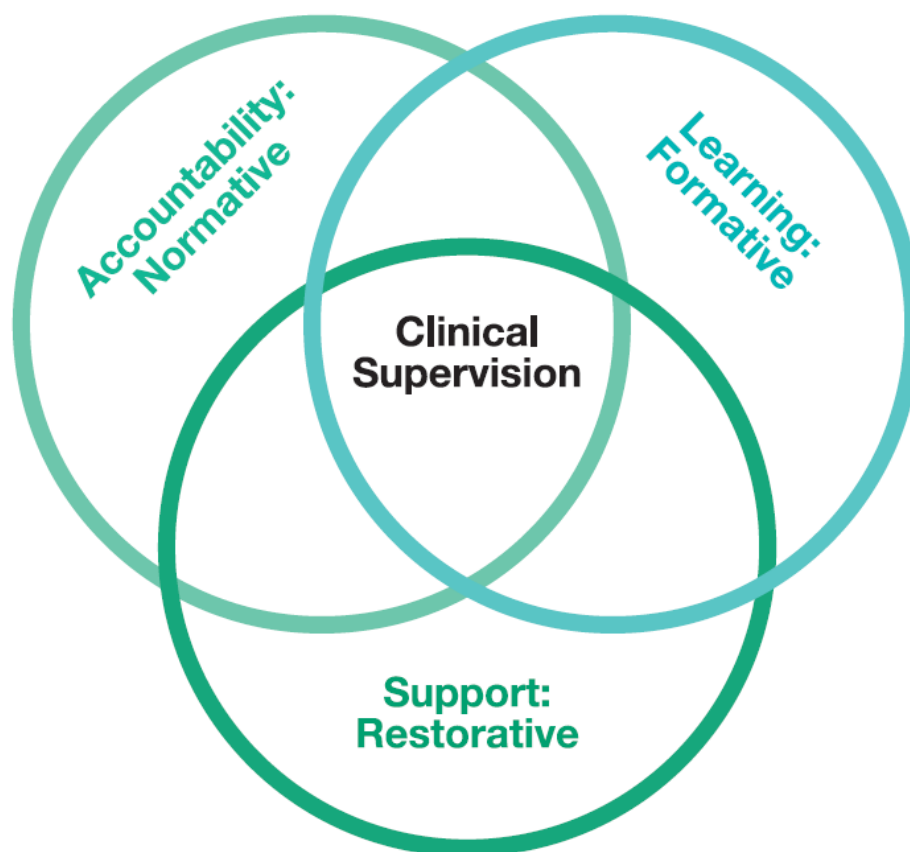 Accountability:
Normative
Learning:
Formative
Clinical
Supervision
Support:
Restorative